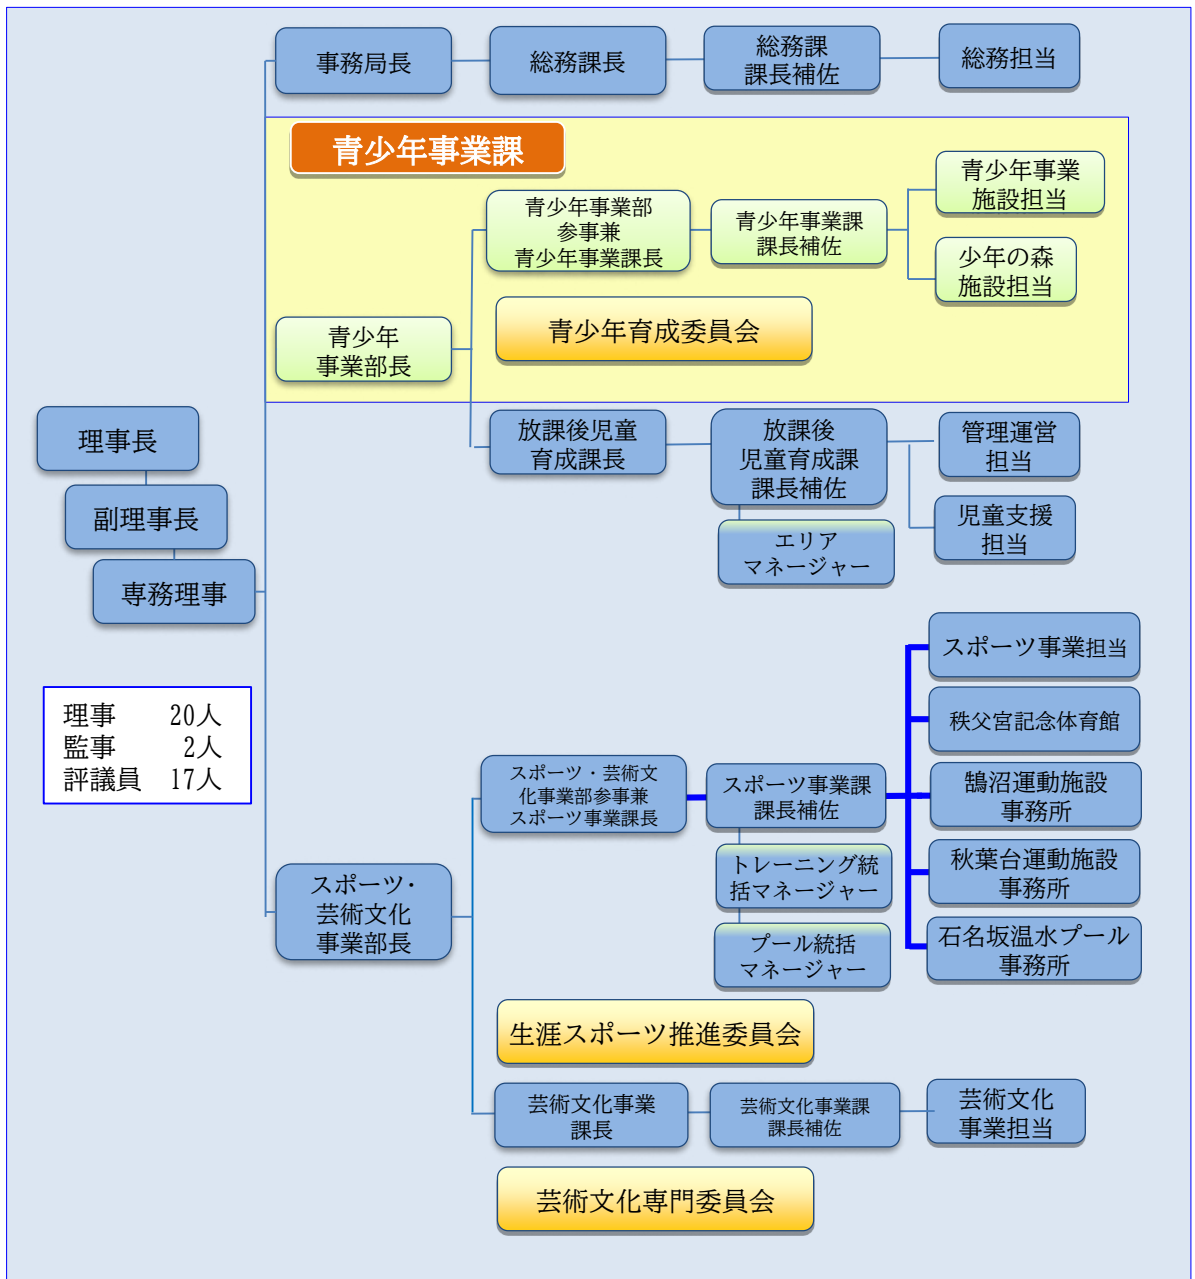 事務局長
総務課長
総務課
課長補佐
総務担当
青少年事業課
青少年事業部
参事兼
青少年事業課長
青少年事業課
課長補佐
青少年事業
施設担当
少年の森
施設担当
青少年育成委員会
青少年
事業部長
放課後児童
育成課長
放課後
児童育成課
課長補佐
管理運営
担当
児童支援
担当
エリア
マネージャー
理事長
副理事長
専務理事
理事 20人
監事 2人
評議員 17人
スポーツ・芸術文
化事業部参事兼
スポーツ事業課長
スポーツ事業課
課長補佐
トレーニング統
括マネージャー
プール統括
マネージャー
スポーツ事業担当
秩父宮記念体育館
鵠沼運動施設
事務所
秋葉台運動施設
事務所
石名坂温水プール
事務所
スポーツ・
芸術文化
事業部長
生涯スポーツ推進委員会
芸術文化事業
課長
芸術文化事業課
課長補佐
芸術文化
事業担当
芸術文化専門委員会